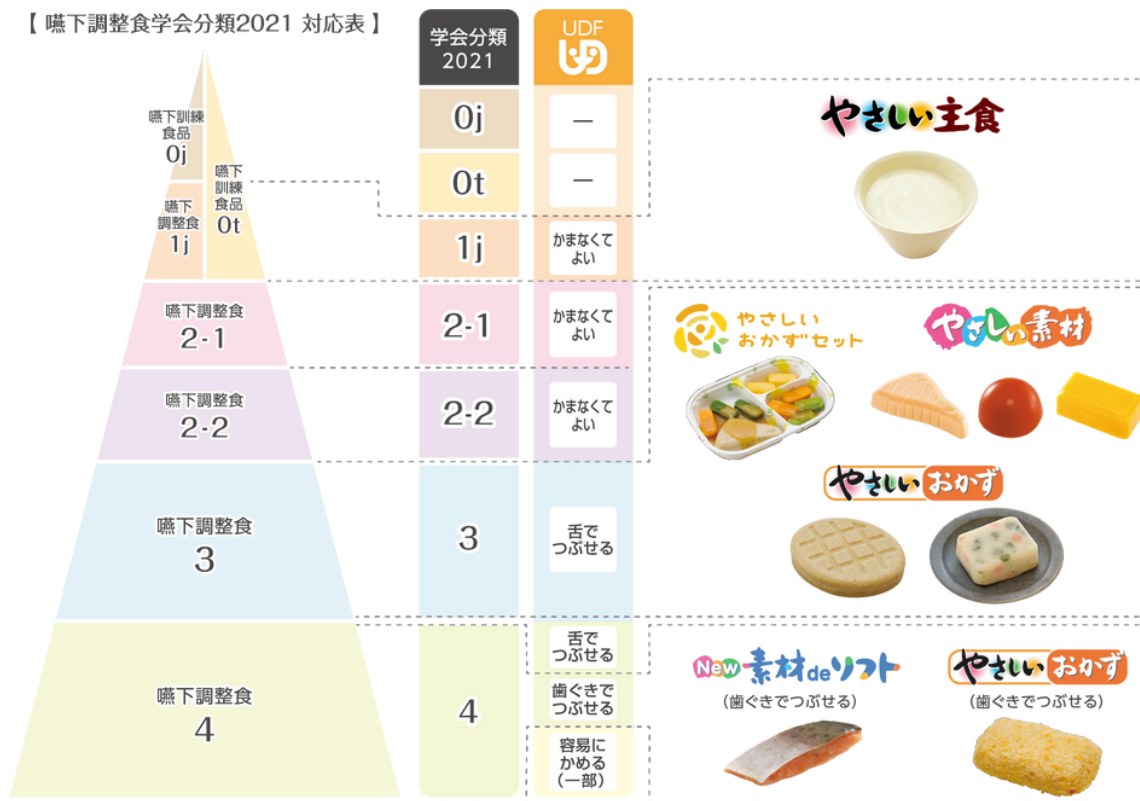 【 嚥下調整食学会分類2021 対応表 】
学会分類
2021
UDF
UD
嚥下訓練
食品
0j
嚥下
訓練
食品
0t
嚥下
調整食
1j
嚥下調整食
2-1
嚥下調整食
2-2
嚥下調整食
3
嚥下調整食
4
0j
—
0t
—
1j
かまなくて
よい
2-1
かまなくて
よい
2-2
かまなくて
よい
3
舌で
つぶせる
4
舌で
つぶせる
歯ぐきで
つぶせる
容易に
かめる
（一部）
やさしい主食
やさしい
おかずセット
やさしい素材
やさしいおかず
New 素材deソフト
（歯ぐきでつぶせる）
やさしいおかず
（歯ぐきでつぶせる）